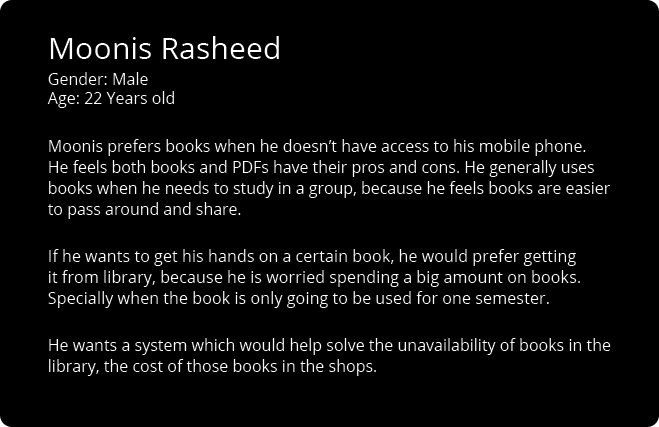 Moonis Rasheed
Gender: Male
Age: 22 Years old
Moonis prefers books when he doesn’t have access to his mobile phone.
He feels both books and PDFs have their pros and cons. He generally uses
books when he needs to study in a group, because he feels books are easier
to pass around and share.
If he wants to get his hands on a certain book, he would prefer getting
it from library, because he is worried spending a big amount on books.
Specially when the book is only going to be used for one semester.
He wants a system which would help solve the unavailability of books in the
library, the cost of those books in the shops.